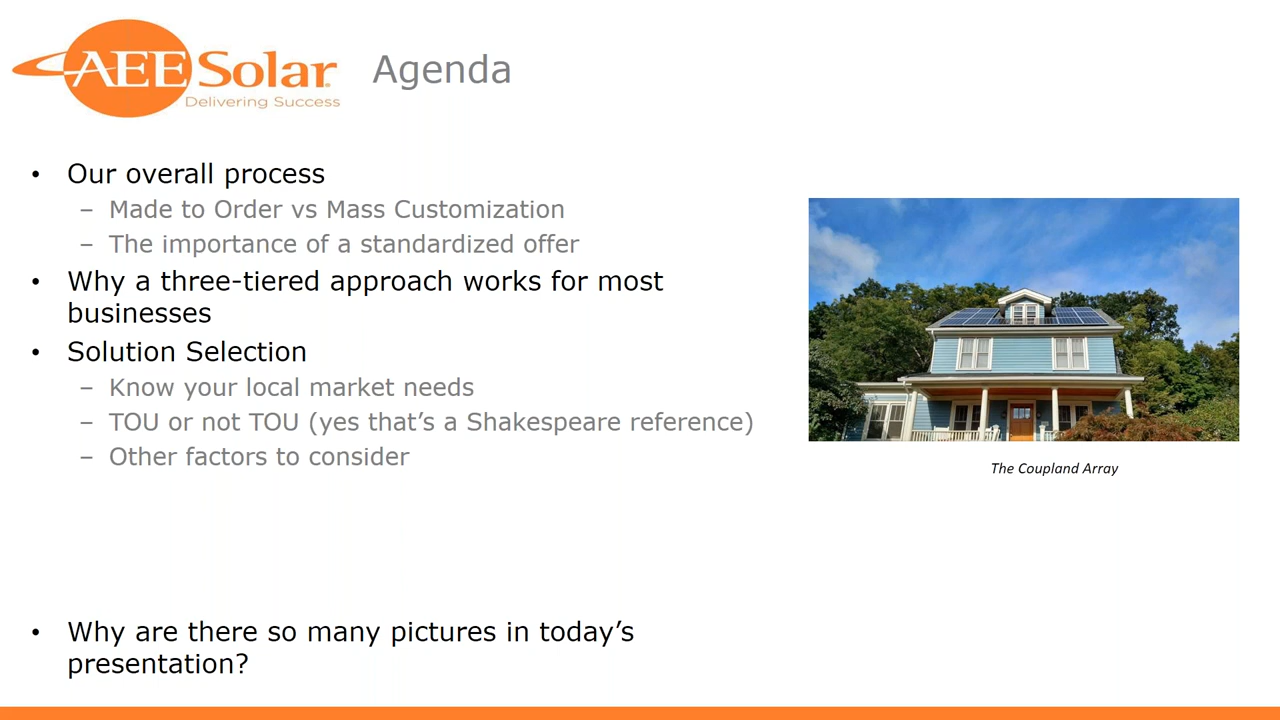 AEE Solar
Delivering Success
Agenda
• Our overall process
– Made to Order vs Mass Customization
– The importance of a standardized offer
• Why a three-tiered approach works for most
businesses
• Solution Selection
– Know your local market needs
– TOU or not TOU (yes that’s a Shakespeare reference)
– Other factors to consider
The Coupland Array
• Why are there so many pictures in today’s
presentation?